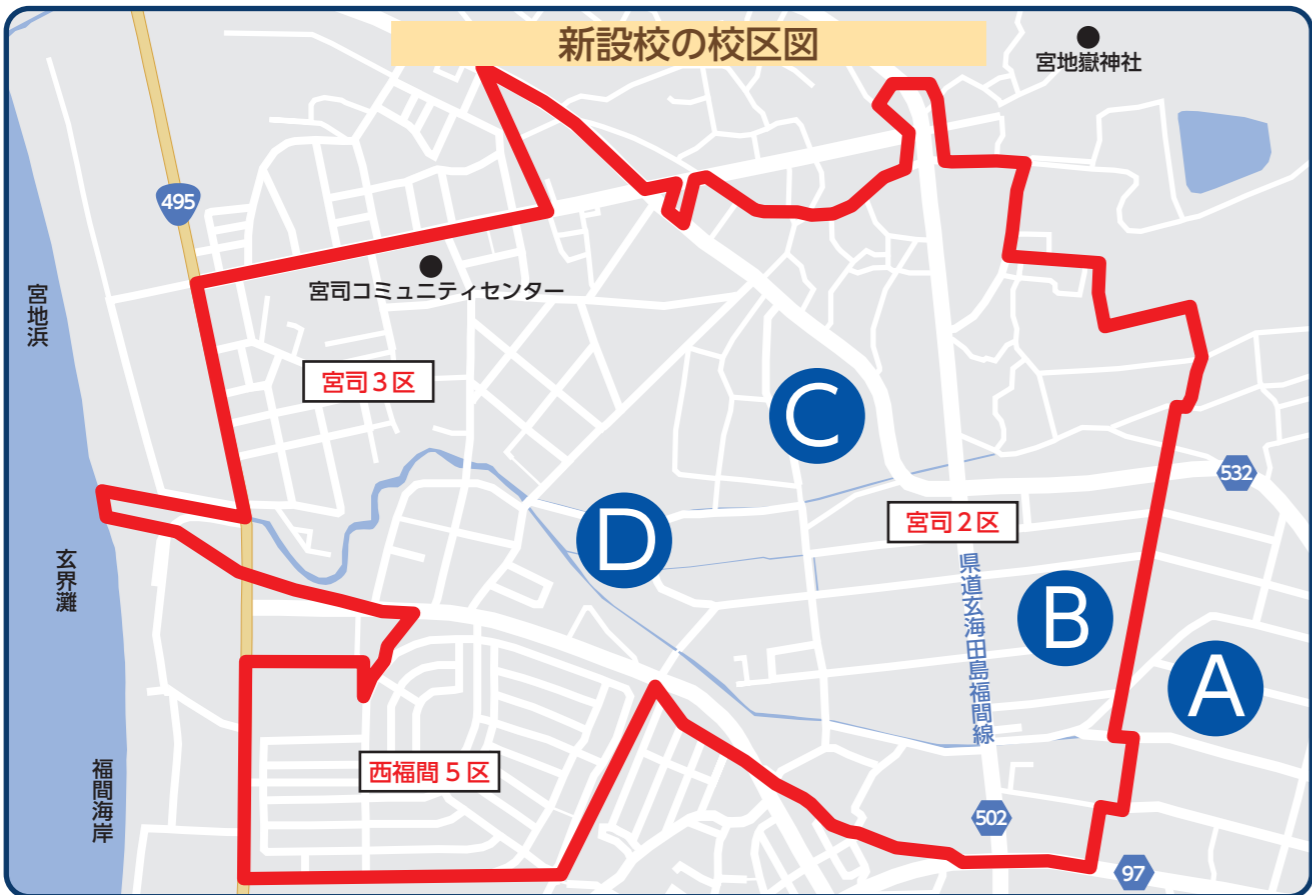 新設校の校区図
宮地嶽神社
495
宮司コミュニティセンター
宮地浜
宮司3区
C
532
宮司2区
D
玄界灘
県道玄海田島福間線
B
A
西福間5区
福間海岸
502
97